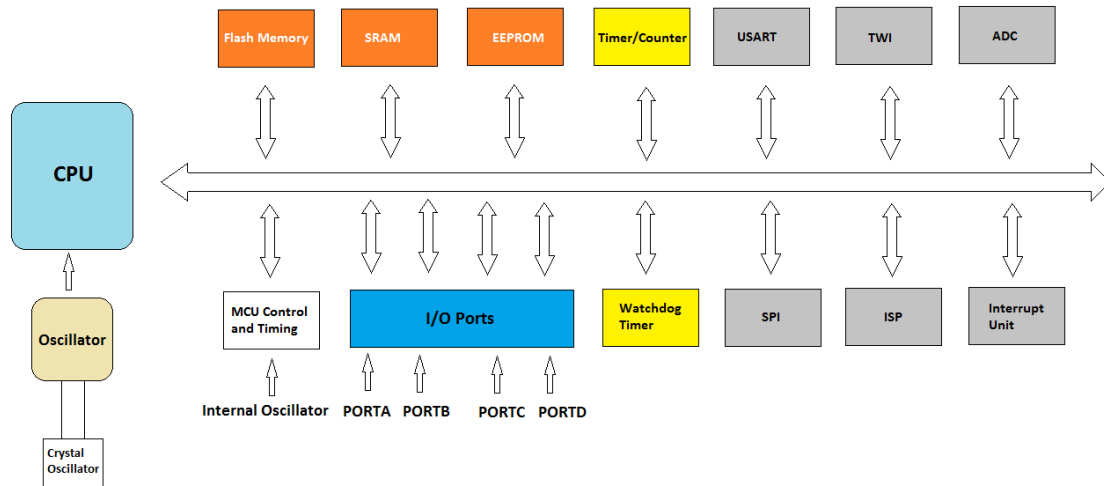 Flash Memory
SRAM
EEPROM
Timer/Counter
USART
TWI
ADC
CPU
MCU Control
and Timing
I/O Ports
Watchdog
Timer
SPI
ISP
Interrupt
Unit
Oscillator
Internal Oscillator
PORTA
PORTB
PORTC
PORTD
Crystal
Oscillator